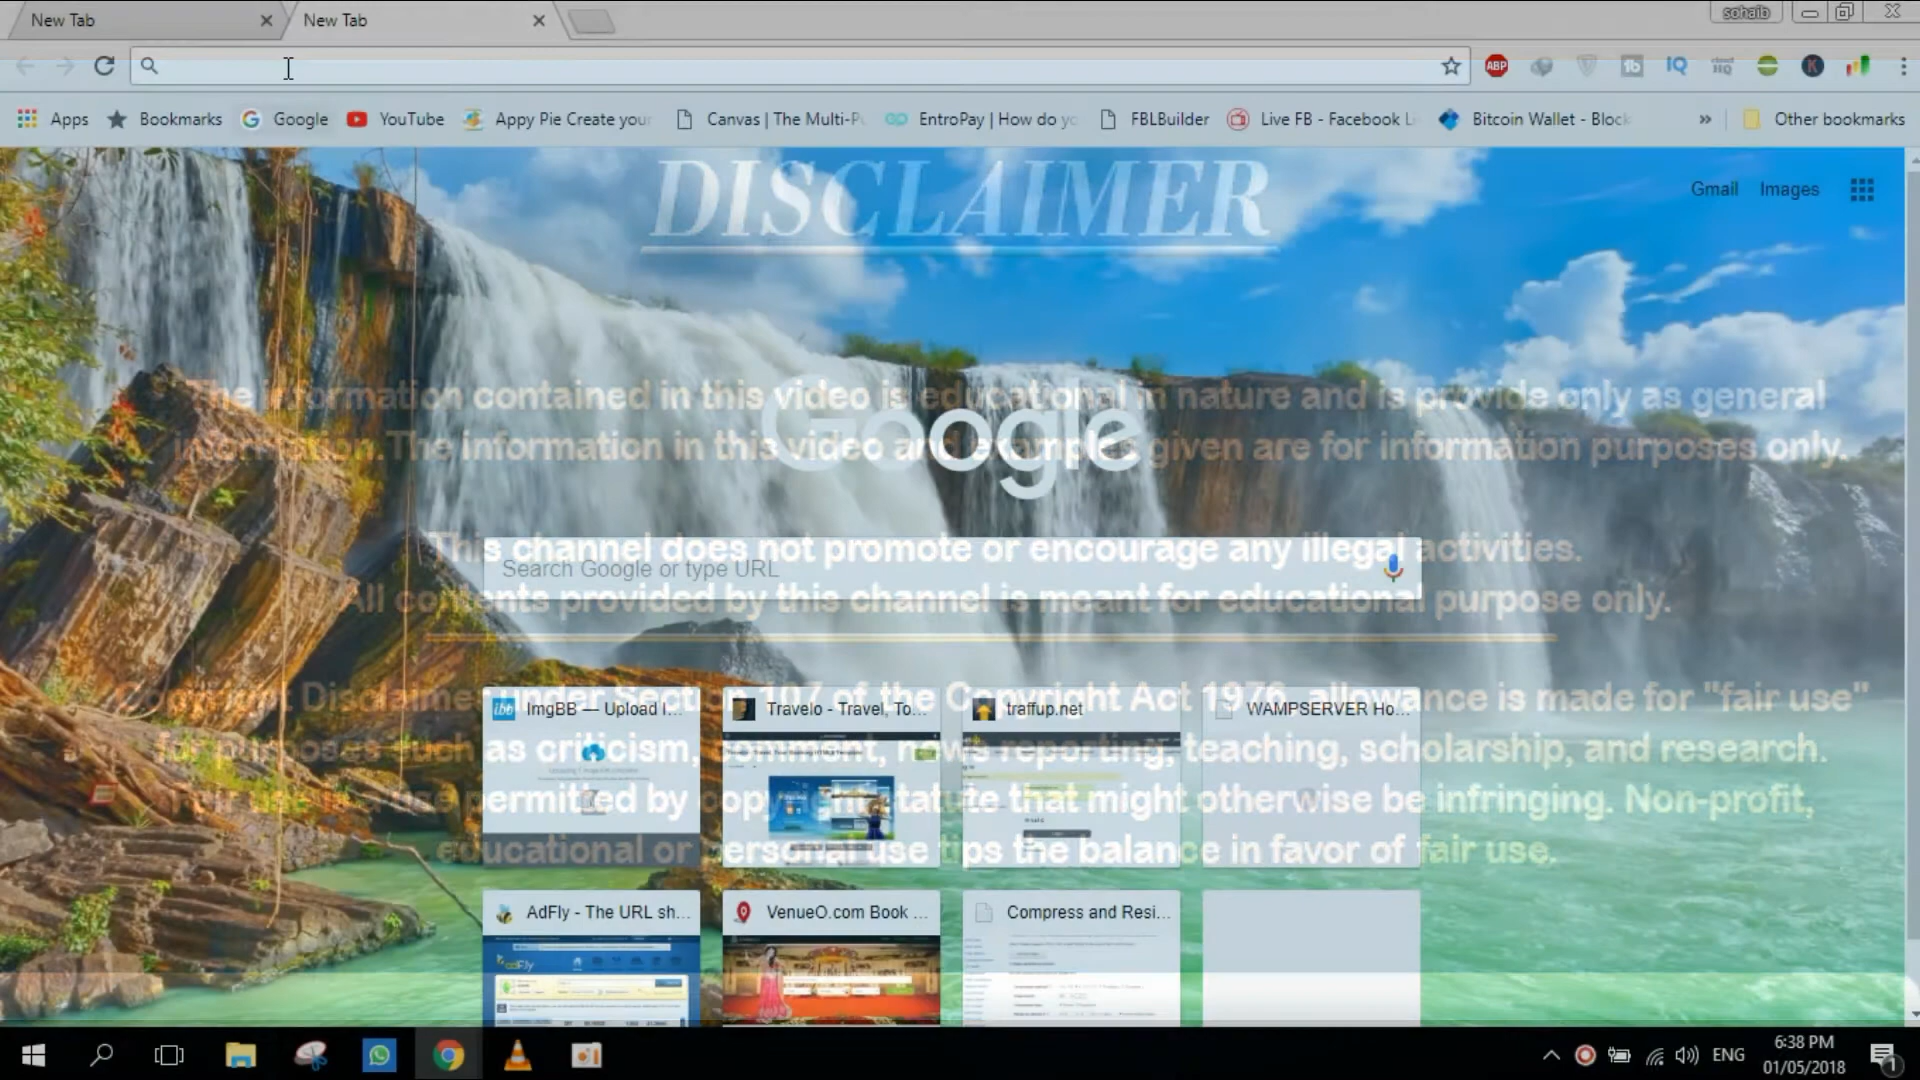 New Tab
New Tab
sohaib
ABP
IQ
HQ
K
Apps
Bookmarks
Google
YouTube
Appy Pie Create your
Canvas | The Multi-P
EntroPay | How do yo
FBLBuilder
Live FB - Facebook Li
Bitcoin Wallet - Block
Other bookmarks
DISCLAIMER
Gmail
Images
The information contained in this video is educational in nature and is provide only as general
information.The information in this video and examples given are for information purposes only.
Google
This channel does not promote or encourage any illegal activities.
Search Google or type URL
All contents provided by this channel is meant for educational purpose only.
Copyright Disclaimer under Section 107 of the Copyright Act 1976, allowance is made for "fair use"
for purposes such as criticism, comment, news reporting, teaching, scholarship, and research.
Fair use is a use permitted by copyright statute that might otherwise be infringing. Non-profit,
educational or personal use tips the balance in favor of fair use.
ibb
ImgBB — Upload I...
Travelo - Travel, To...
traffup.net
WAMPSERVER Ho...
AdFly - The URL sh...
VenueO.com Book ...
Compress and Resi...
ENG
6:38 PM
01/05/2018
1